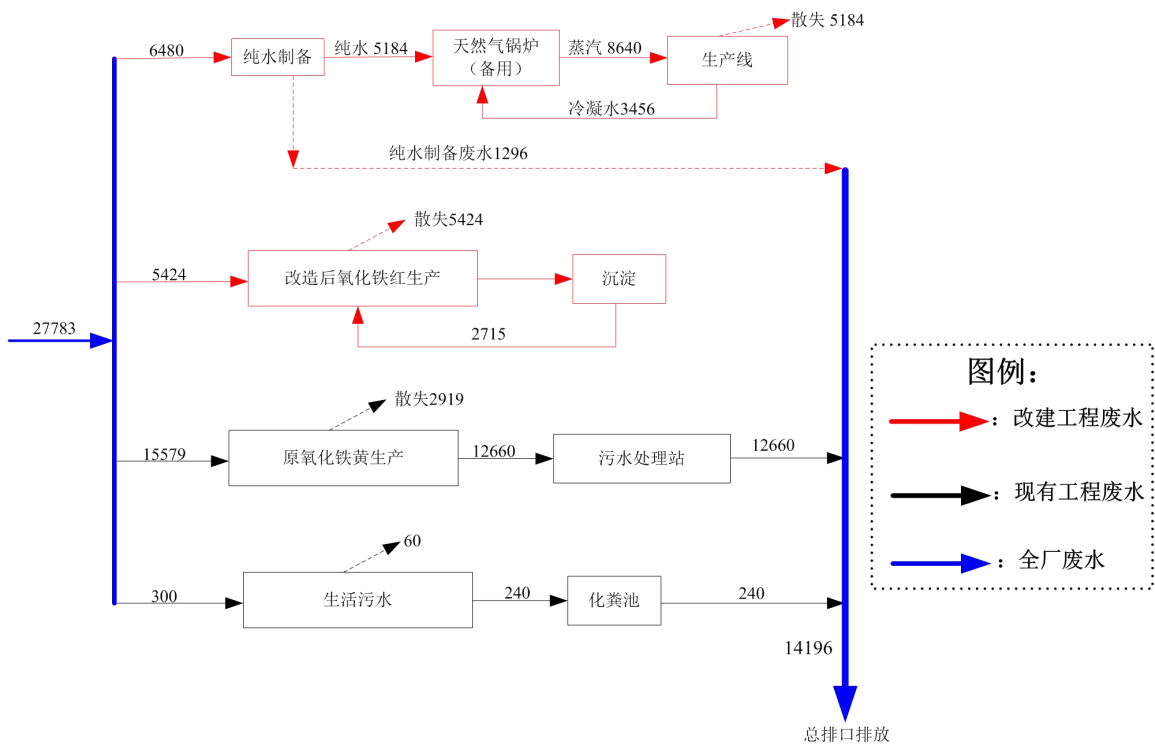 散失 5184
6480
纯水制备
纯水 5184
天然气锅炉
（备用）
蒸汽 8640
生产线
冷凝水3456
纯水制备废水1296
散失5424
5424
改造后氧化铁红生产
沉淀
2715
27783
散失2919
15579
原氧化铁黄生产
12660
污水处理站
12660
60
300
生活污水
240
化粪池
240
14196
总排口排放
图例：
：改建工程废水
：现有工程废水
：全厂废水